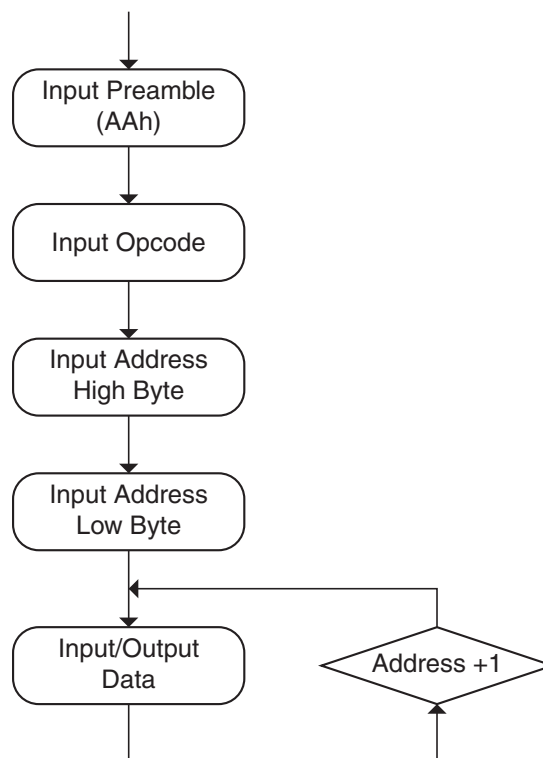 Input Preamble
(AAh)
Input Opcode
Input Address
High Byte
Input Address
Low Byte
Input/Output
Data
Address +1